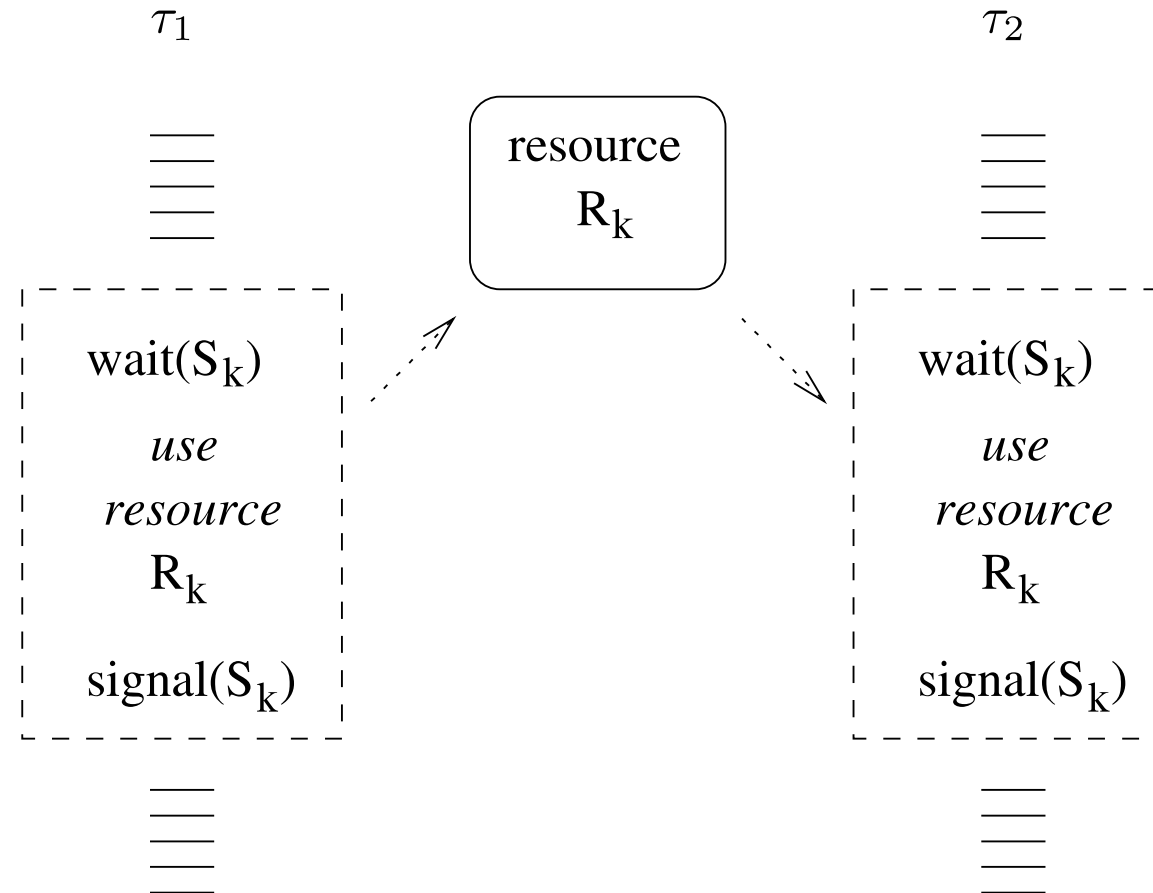 τ₁
τ₂
resource
Rₖ
wait(Sₖ)
use
resource
Rₖ
signal(Sₖ)
wait(Sₖ)
use
resource
Rₖ
signal(Sₖ)